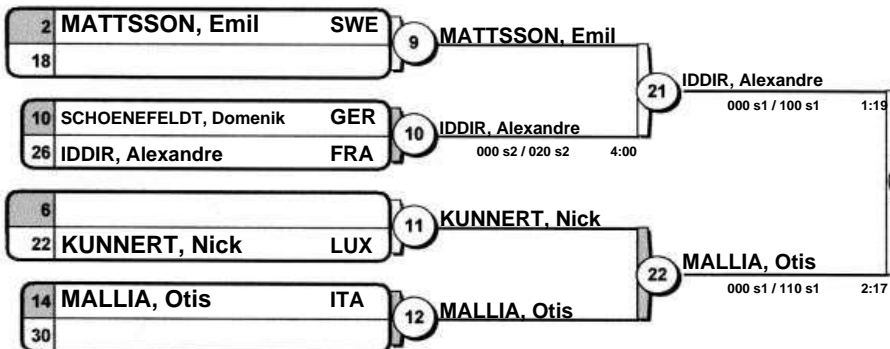 2 MATTSSON, Emil SWE
18
9 MATTSSON, Emil
10 SCHOENEFELDT, Domenik GER
26 IDDIR, Alexandre FRA
10 IDDIR, Alexandre
000 s2 / 020 s2 4:00
21 IDDIR, Alexandre
000 s1 / 100 s1 1:19
6
22 KUNNERT, Nick LUX
11 KUNNERT, Nick
14 MALLIA, Otis ITA
30
12 MALLIA, Otis
22 MALLIA, Otis
000 s1 / 110 s1 2:17